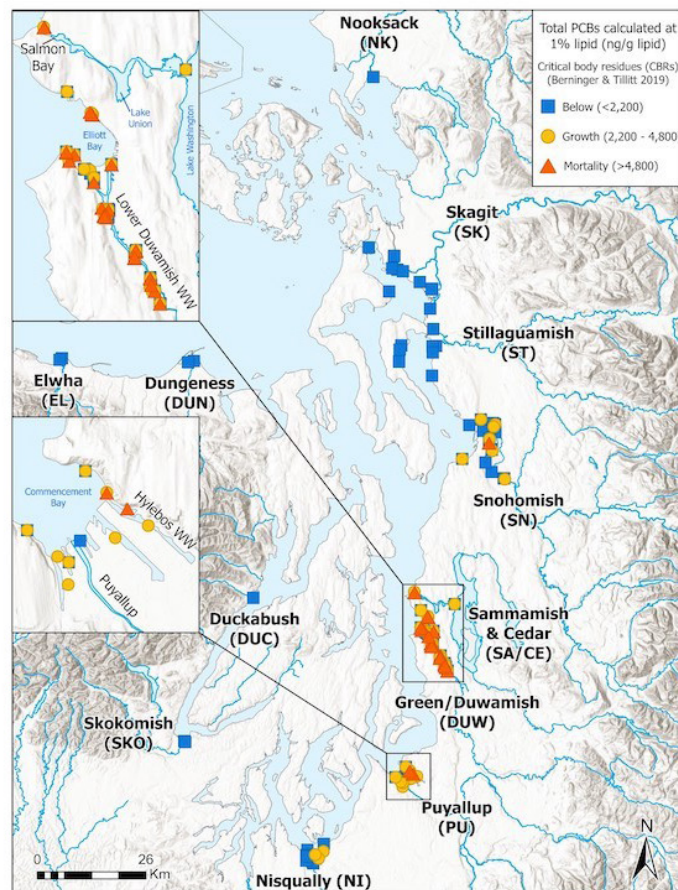 Total PCBs calculated at
1% lipid (ng/g lipid)
Critical body residues (CBRs)
(Berninger & Tillitt 2019)
Below (<2,200)
Growth (2,200 - 4,800)
Mortality (>4,800)
Nooksack
(NK)
Salmon
Bay
Lake
Union
Elliott
Bay
Lake Washington
Lower Duwamish WW
Skagit
(SK)
Stillaguamish
(ST)
Elwha
(EL)
Dungeness
(DUN)
Snohomish
(SN)
Commencement
Bay
Hylebos WW
Puyallup
Duckabush
(DUC)
Sammamish
& Cedar
(SA/CE)
Green/Duwamish
(DUW)
Skokomish
(SKO)
Puyallup
(PU)
Nisqually (NI)
0
26
Km
N